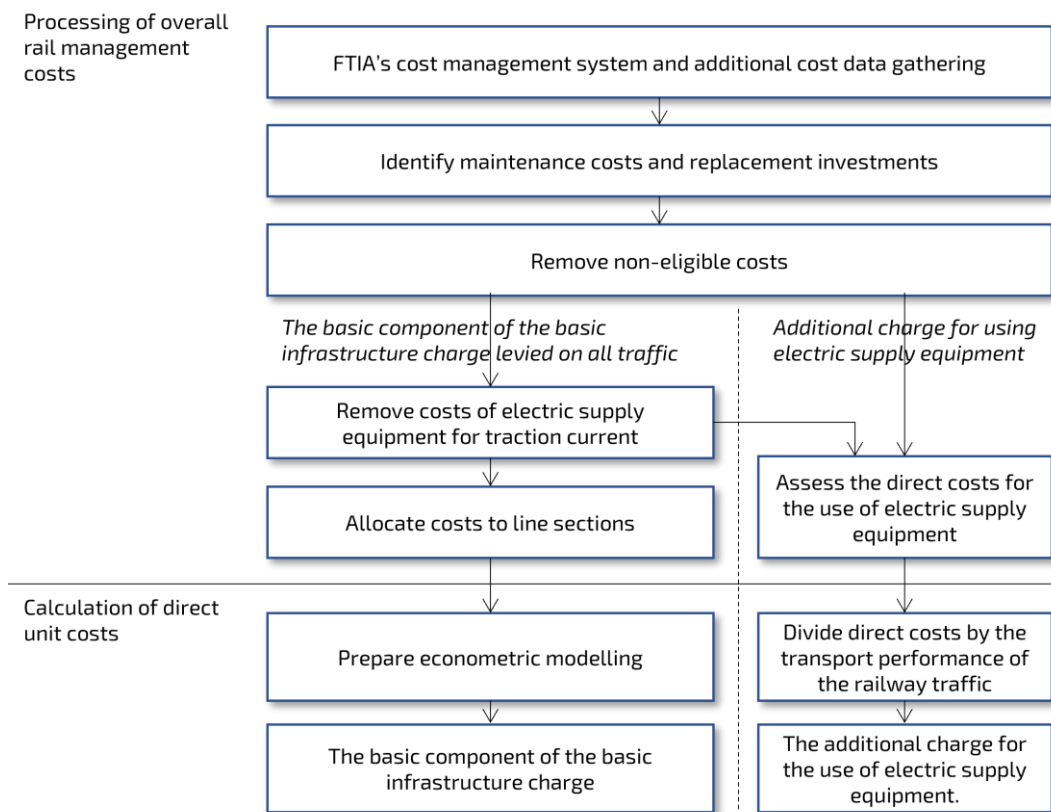 Processing of overall
rail management
costs
FTIA's cost management system and additional cost data gathering
Identify maintenance costs and replacement investments
Remove non-eligible costs
The basic component of the basic
infrastructure charge levied on all traffic
Additional charge for using
electric supply equipment
Remove costs of electric supply
equipment for traction current
Allocate costs to line sections
Assess the direct costs for
the use of electric supply
equipment
Calculation of direct
unit costs
Prepare econometric modelling
The basic component of the basic
infrastructure charge
Divide direct costs by the
transport performance of
the railway traffic
The additional charge for
the use of electric supply
equipment.